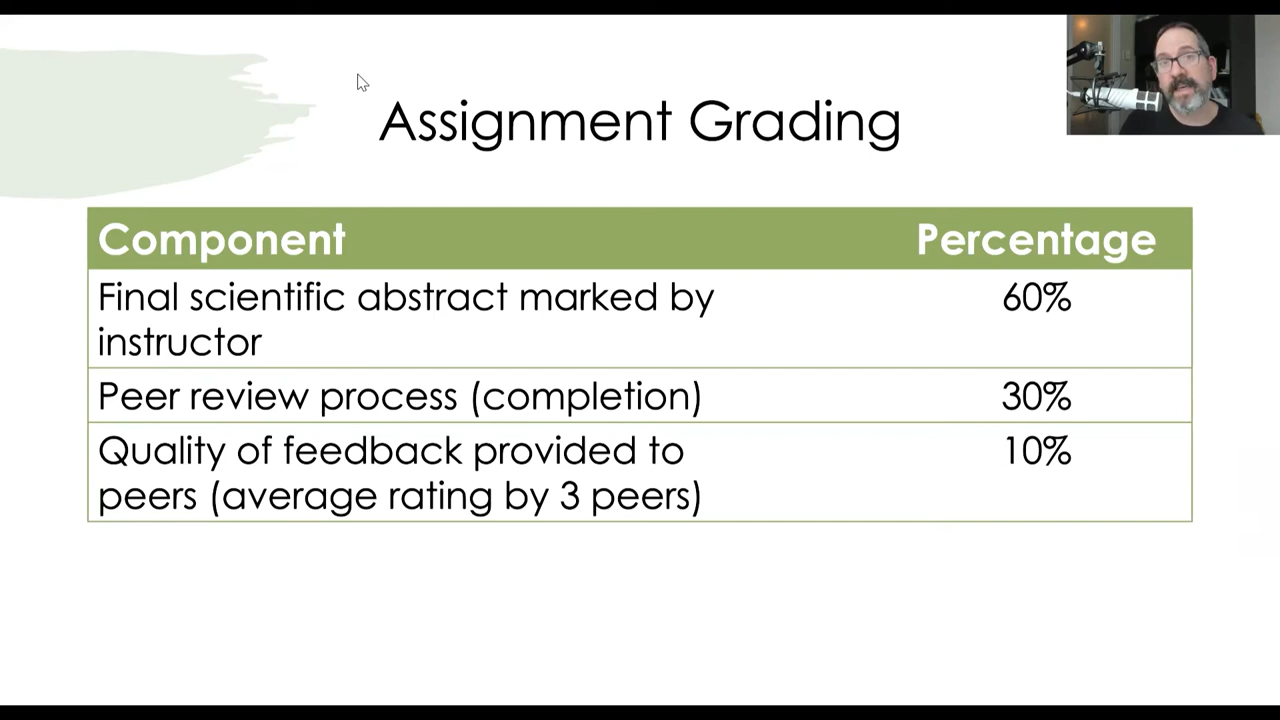 Assignment Grading
Component Percentage
Final scientific abstract marked by 60%
instructor
Peer review process (completion) 30%
Quality of feedback provided to 10%
peers (average rating by 3 peers)